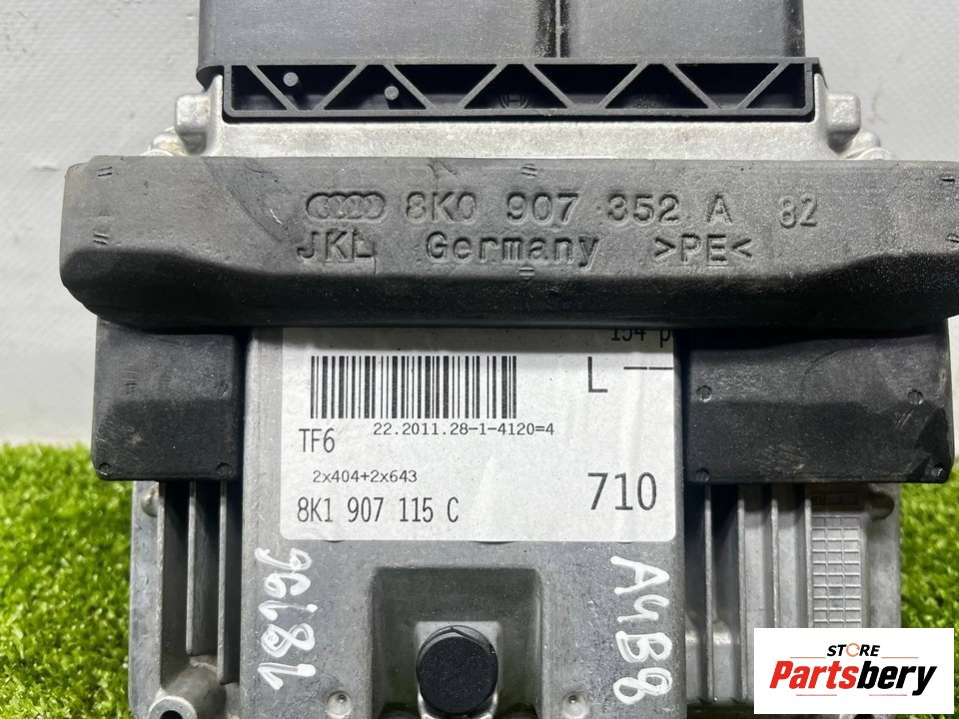 8K0 907 352 A 82
JKL Germany >PE<
154 p
L --
22.2011.28-1-4120=4
TF6
2x404+2x643
710
8K1 907 115 C
18196
A4B8
STORE
Partsbery